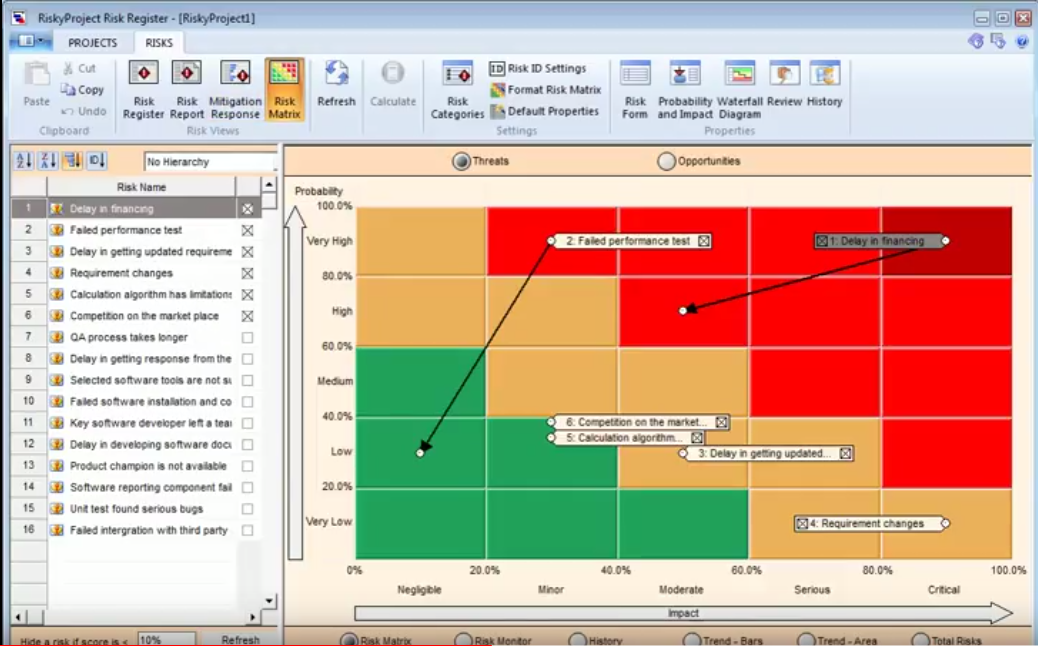 RiskyProject Risk Register - [RiskyProject1]
PROJECTS RISKS
Paste Cut Copy Undo
Clipboard
Risk Register Risk Report Mitigation Response Risk Matrix
Risk Views
Refresh
Calculate
Risk Categories
Risk ID Settings
Format Risk Matrix
Default Properties
Settings
Risk Form Probability and Impact Waterfall Diagram Review History
Properties
No Hierarchy
Threats Opportunities
Risk Name
1 Delay in financing
2 Failed performance test
3 Delay in getting updated requireme
4 Requirement changes
5 Calculation algorithm has limitations
6 Competition on the market place
7 QA process takes longer
8 Delay in getting response from the
9 Selected software tools are not su
10 Failed software installation and co
11 Key software developer left a tea
12 Delay in developing software docu
13 Product champion is not available
14 Software reporting component fail
15 Unit test found serious bugs
16 Failed intergration with third party
Hide a risk if score is < 10% Refresh
Probability
100.0%
Very High
80.0%
High
60.0%
Medium
40.0%
Low
20.0%
Very Low
2: Failed performance test
1: Delay in financing
6: Competition on the market...
5: Calculation algorithm...
3: Delay in getting updated...
4: Requirement changes
0% 20.0% 40.0% 60.0% 80.0% 100.0%
Negligible Minor Moderate Serious Critical
Impact
Risk Matrix Risk Monitor History Trend - Bars Trend - Area Total Risks